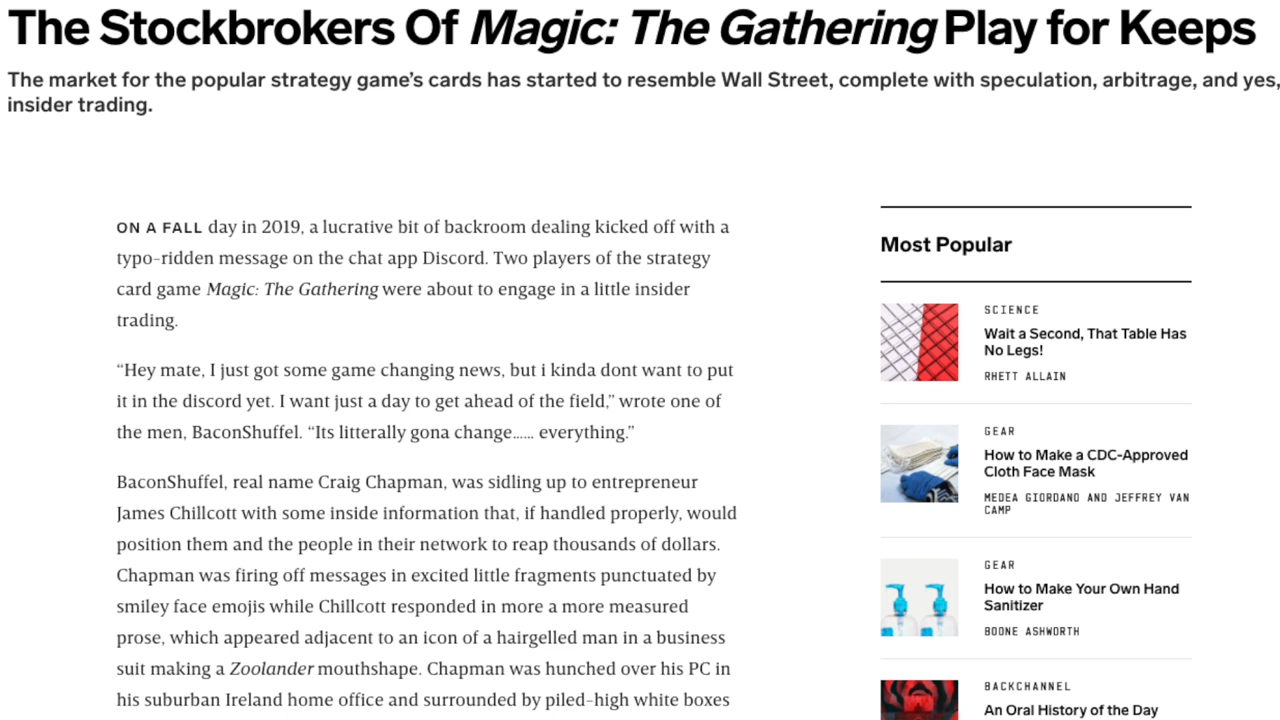 The Stockbrokers Of Magic: The Gathering Play for Keeps
The market for the popular strategy game's cards has started to resemble Wall Street, complete with speculation, arbitrage, and yes,
insider trading.
ON A FALL day in 2019, a lucrative bit of backroom dealing kicked off with a
typo-ridden message on the chat app Discord. Two players of the strategy
card game Magic: The Gathering were about to engage in a little insider
trading.
“Hey mate, I just got some game changing news, but i kinda dont want to put
it in the discord yet. I want just a day to get ahead of the field,” wrote one of
the men, BaconShuffel. “Its litterally gona change...... everything.”
BaconShuffel, real name Craig Chapman, was sidling up to entrepreneur
James Chillcott with some inside information that, if handled properly, would
position them and the people in their network to reap thousands of dollars.
Chapman was firing off messages in excited little fragments punctuated by
smiley face emojis while Chillcott responded in more a more measured
prose, which appeared adjacent to an icon of a hairgelled man in a business
suit making a Zoolander mouthshape. Chapman was hunched over his PC in
his suburban Ireland home office and surrounded by piled-high white boxes
Most Popular
SCIENCE
Wait a Second, That Table Has
No Legs!
RHETT ALLAIN
GEAR
How to Make a CDC-Approved
Cloth Face Mask
MEDEA GIORDANO AND JEFFREY VAN
CAMP
GEAR
How to Make Your Own Hand
Sanitizer
BOONE ASHWORTH
BACKCHANNEL
An Oral History of the Day